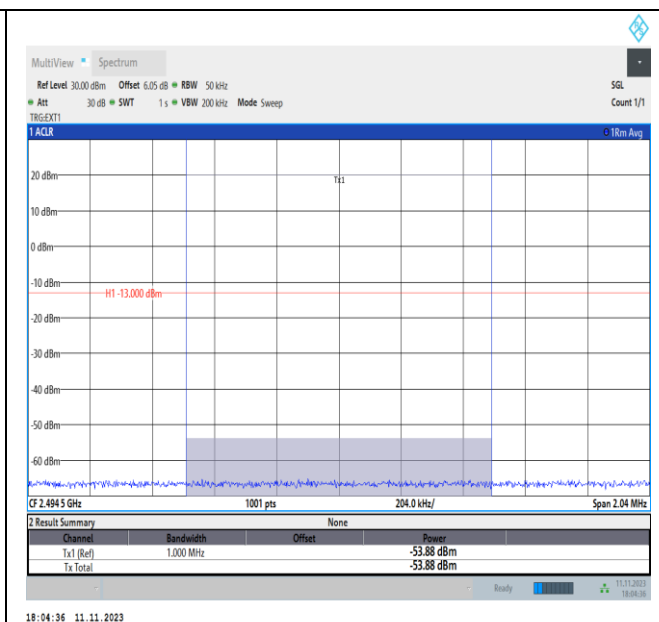 MultiView Spectrum
Ref Level 30.00 dBm Offset 6.05 dB RBW 50 kHz SGL
Att 30 dB SWT 1 s VBW 200 kHz Mode Sweep Count 1/1
TRG:EXT1
1 ACLR 1Rm Avg
Tx1
20 dBm
10 dBm
0 dBm
-10 dBm
H1 -13.000 dBm
-20 dBm
-30 dBm
-40 dBm
-50 dBm
-60 dBm
CF 2.494 5 GHz 1001 pts 204.0 kHz/ Span 2.04 MHz
2 Result Summary None
Channel Bandwidth Offset Power
Tx1 (Ref) 1.000 MHz -53.88 dBm
Tx Total -53.88 dBm
Ready 11.11.2023
18:04:36
18:04:36 11.11.2023